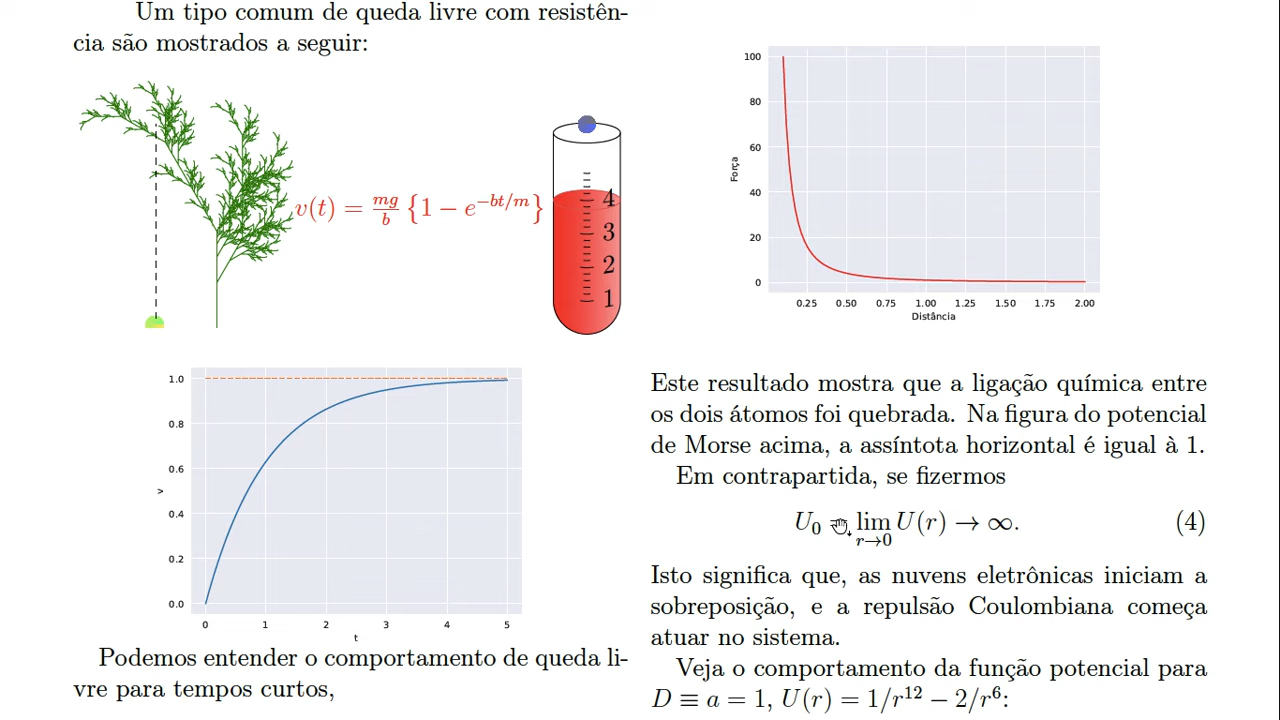 Um tipo comum de queda livre com resistên-
cia são mostrados a seguir:
v(t) = mg/b {1 − e^{−bt/m}}
4
3
2
1
1.0
0.8
0.6
0.4
0.2
0.0
v
0 1 2 3 4 5
t
Podemos entender o comportamento de queda li-
vre para tempos curtos,
100
80
60
40
20
0
Força
0.25 0.50 0.75 1.00 1.25 1.50 1.75 2.00
Distância
Este resultado mostra que a ligação química entre
os dois átomos foi quebrada. Na figura do potencial
de Morse acima, a assíntota horizontal é igual à 1.
Em contrapartida, se fizermos
U₀ = lim_{r→0} U(r) → ∞. (4)
Isto significa que, as nuvens eletrônicas iniciam a
sobreposição, e a repulsão Coulombiana começa
atuar no sistema.
Veja o comportamento da função potencial para
D ≡ a = 1, U(r) = 1/r¹² − 2/r⁶: